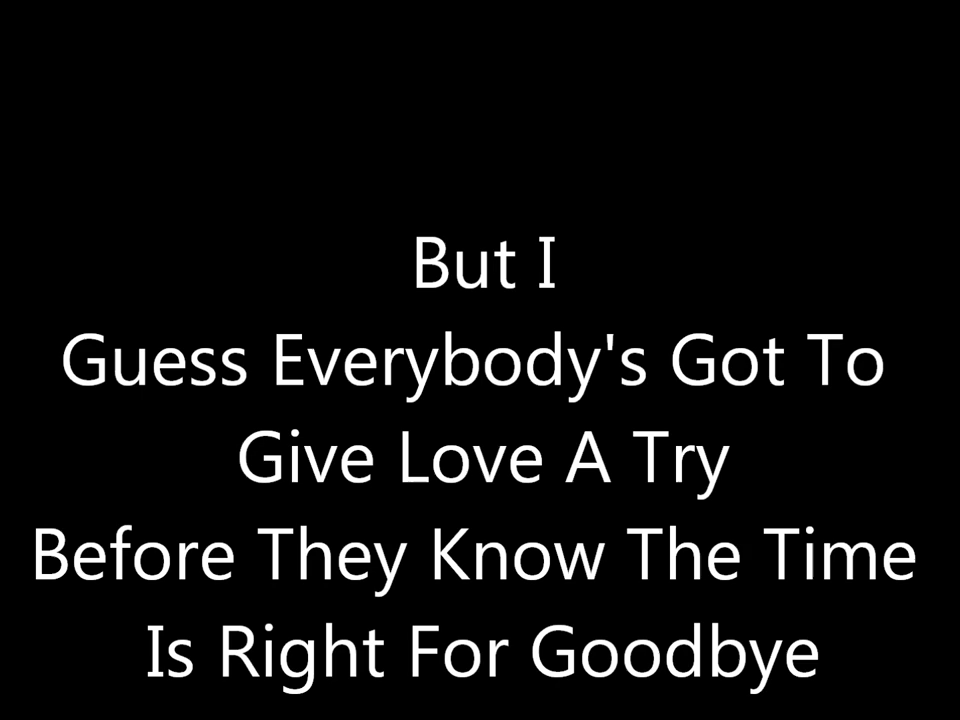 But I
Guess Everybody's Got To
Give Love A Try
Before They Know The Time
Is Right For Goodbye